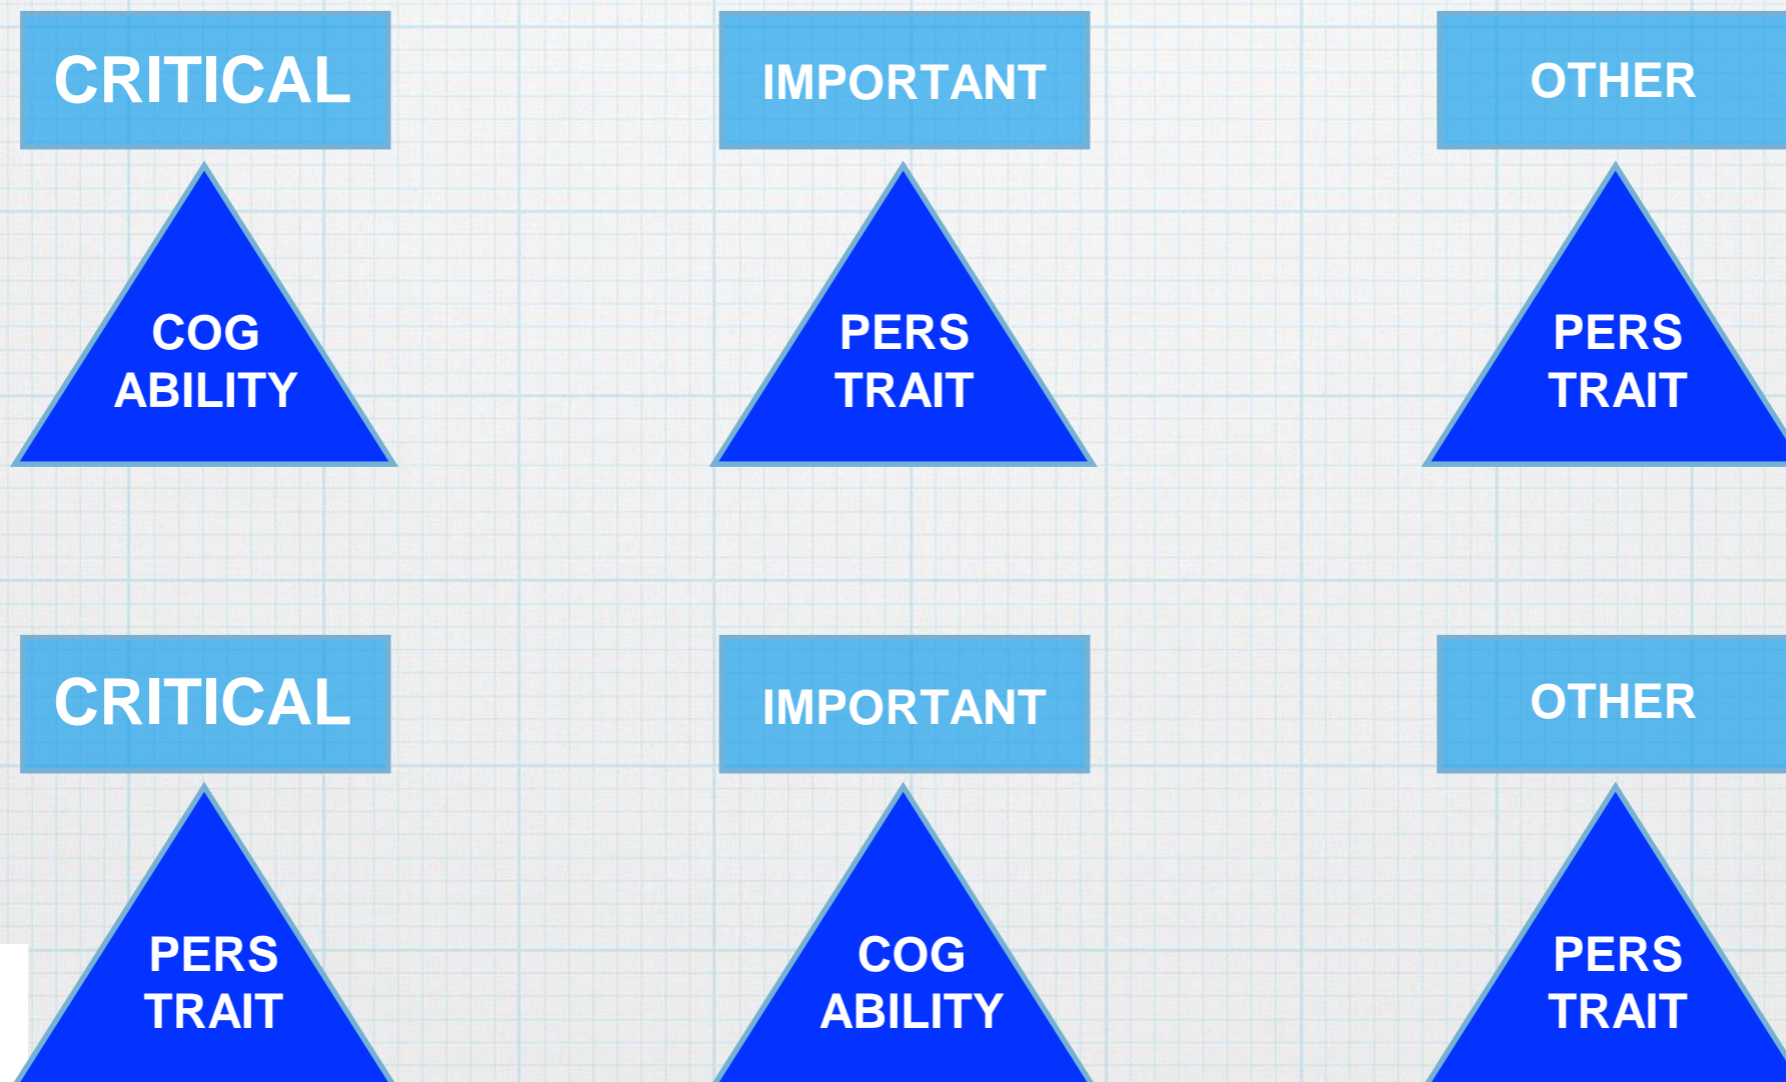 CRITICAL
IMPORTANT
OTHER
COG
ABILITY
PERS
TRAIT
PERS
TRAIT
CRITICAL
IMPORTANT
OTHER
PERS
TRAIT
COG
ABILITY
PERS
TRAIT